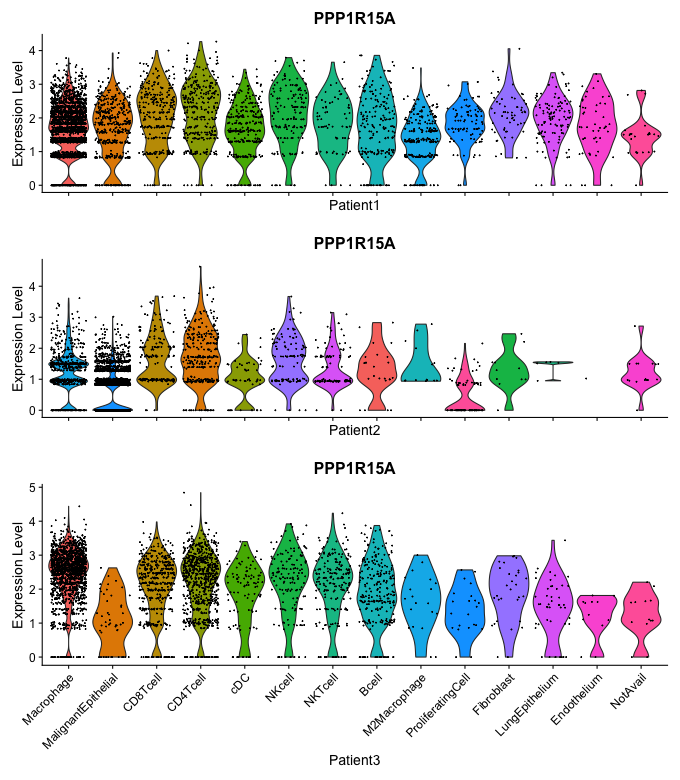 PPP1R15A
Expression Level
4
3
2
1
0
Patient1
PPP1R15A
Expression Level
4
3
2
1
0
Patient2
PPP1R15A
Expression Level
5
4
3
2
1
0
Macrophage
MalignantEpithelial
CD8Tcell
CD4Tcell
cDC
NKcell
NKTcell
Bcell
M2Macrophage
ProliferatingCell
Fibroblast
LungEpithelium
Endothelium
NotAvail
Patient3